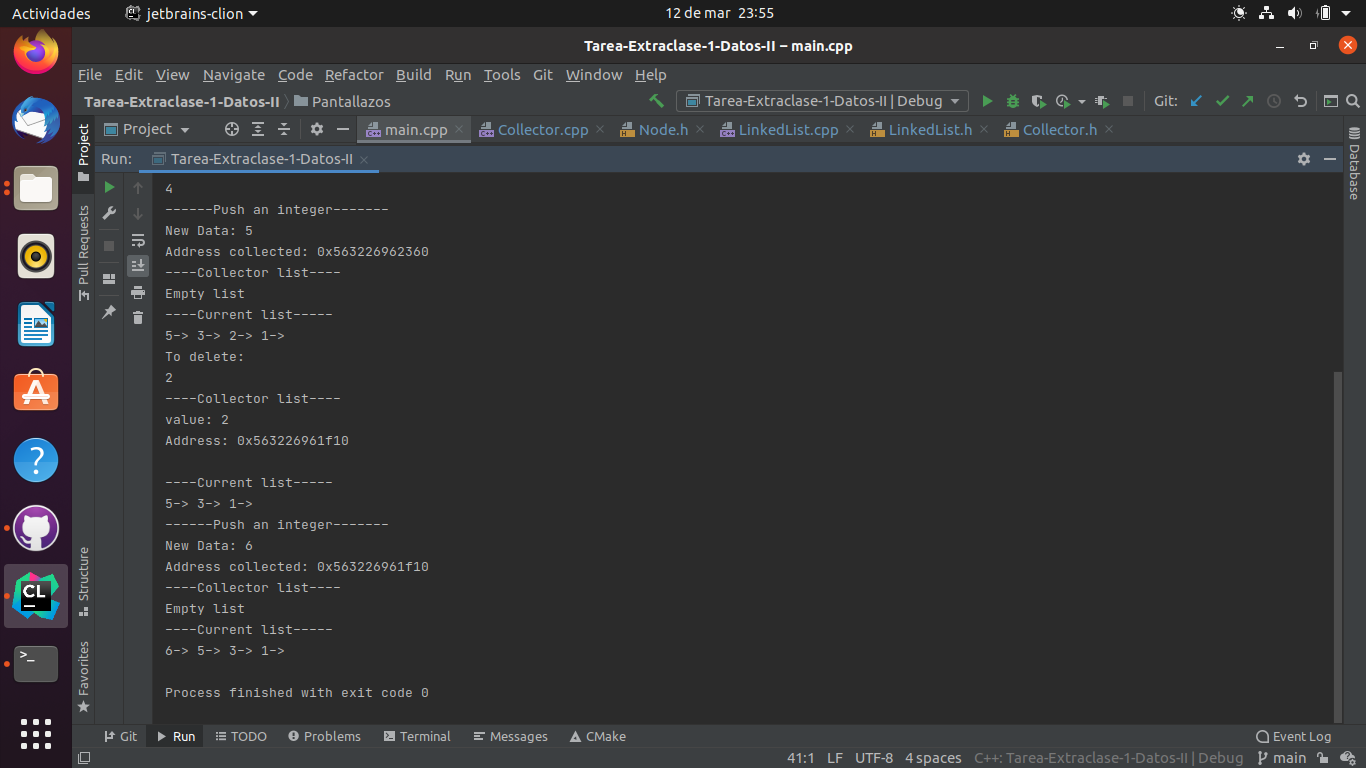 Actividades jetbrains-clion 12 de mar 23:55
Tarea-Extraclase-1-Datos-II – main.cpp
File Edit View Navigate Code Refactor Build Run Tools Git Window Help
Tarea-Extraclase-1-Datos-II Pantallazos Tarea-Extraclase-1-Datos-II | Debug Git:
Project main.cpp Collector.cpp Node.h LinkedList.cpp LinkedList.h Collector.h
Run: Tarea-Extraclase-1-Datos-II
4
------Push an integer-------
New Data: 5
Address collected: 0x563226962360
----Collector list----
Empty list
----Current list-----
5-> 3-> 2-> 1->
To delete:
2
----Collector list----
value: 2
Address: 0x563226961f10
----Current list-----
5-> 3-> 1->
------Push an integer-------
New Data: 6
Address collected: 0x563226961f10
----Collector list----
Empty list
----Current list-----
6-> 5-> 3-> 1->
Process finished with exit code 0
Project
Pull Requests
Structure
Favorites
Database
CL
>_
?
Git Run TODO Problems Terminal Messages CMake Event Log
41:1 LF UTF-8 4 spaces C++: Tarea-Extraclase-1-Datos-II | Debug main